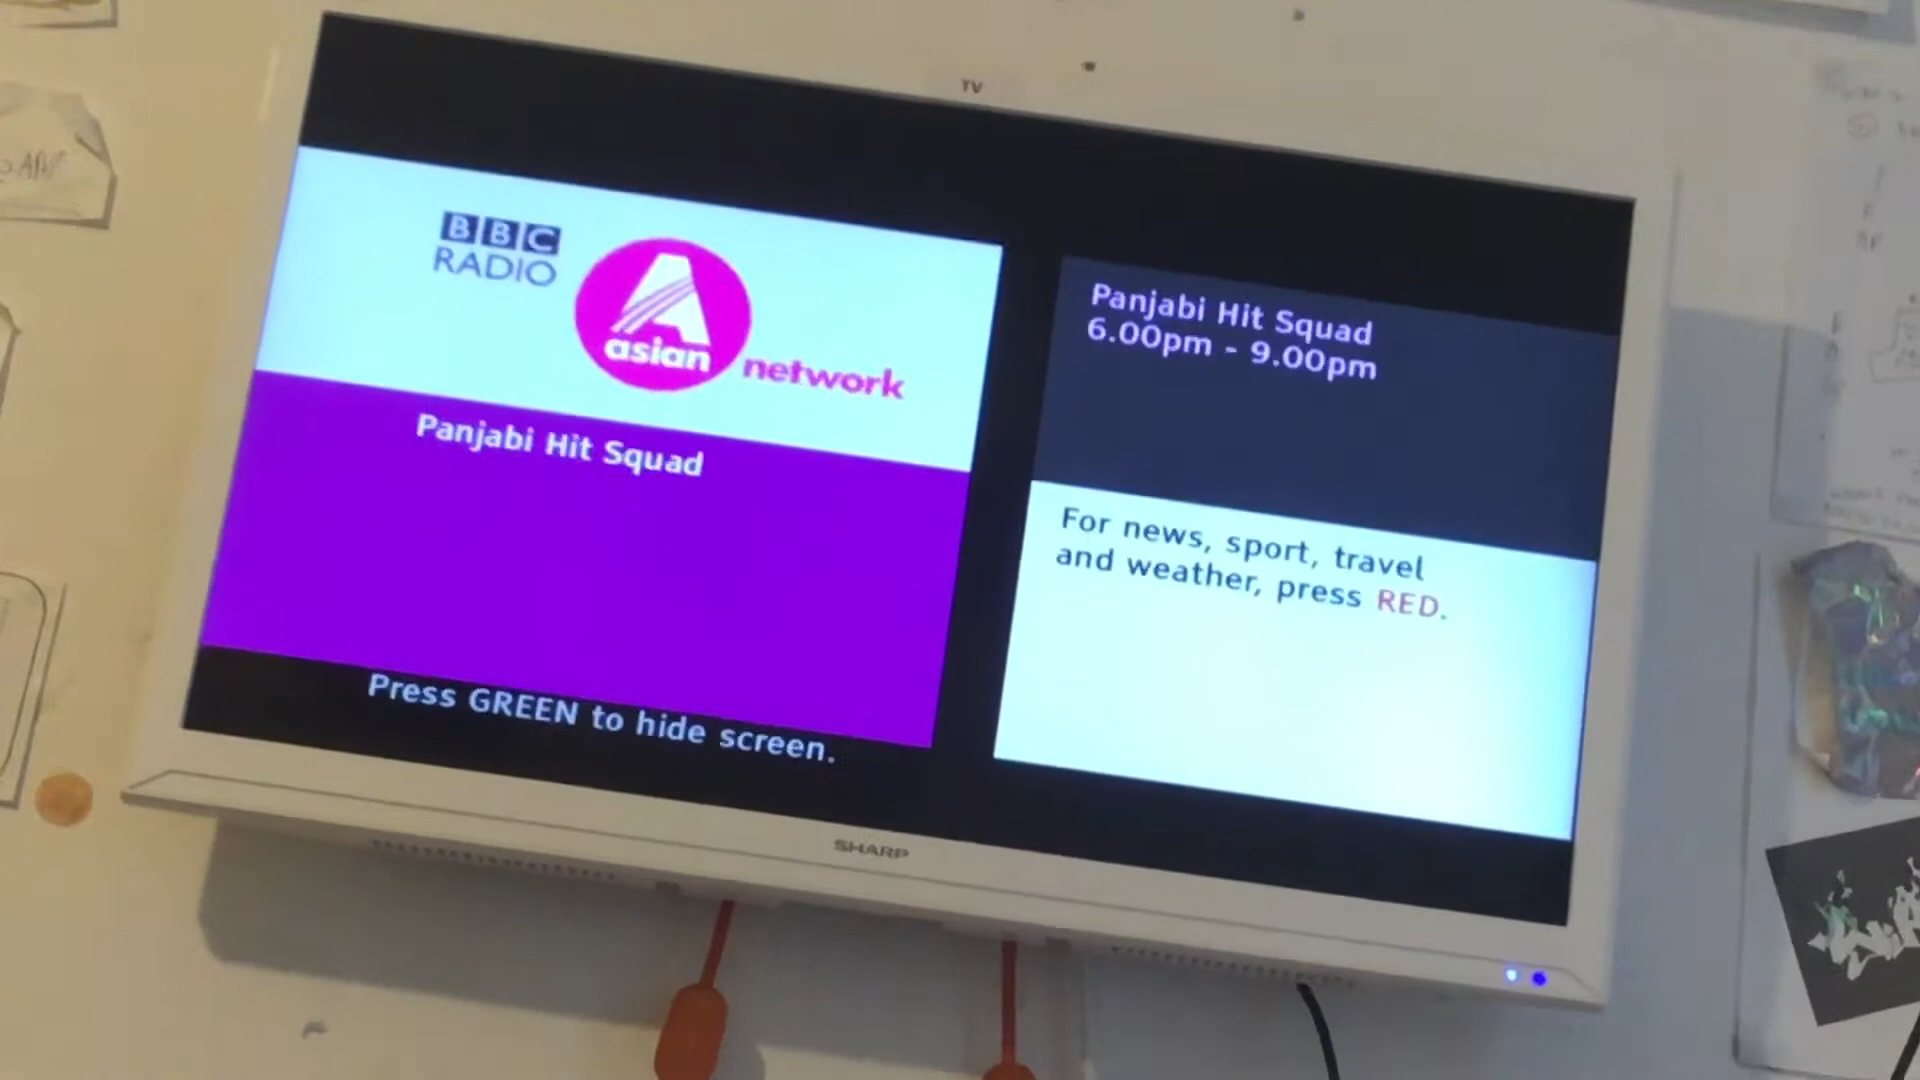 TV
BBC
RADIO
A
asian
network
Panjabi Hit Squad
Press GREEN to hide screen.
Panjabi Hit Squad
6.00pm - 9.00pm
For news, sport, travel
and weather, press RED.
SHARP